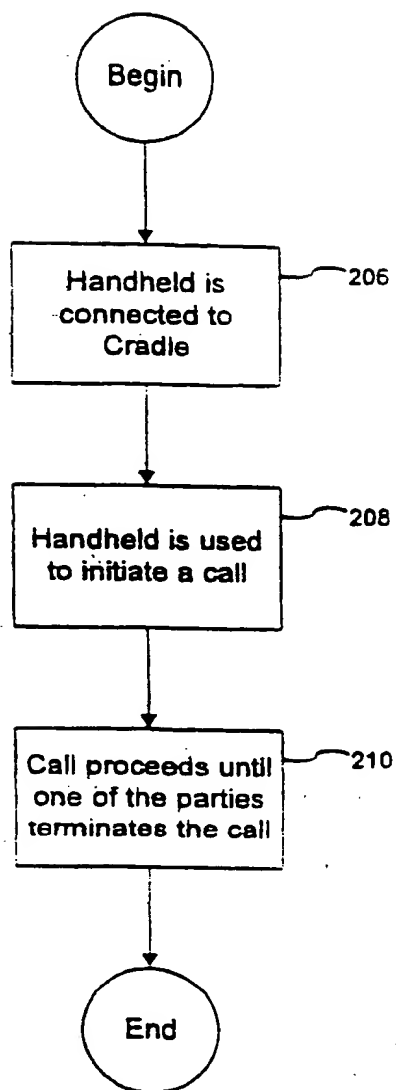 Begin
Handheld is
connected to
Cradle
206
Handheld is used
to initiate a call
208
Call proceeds until
one of the parties
terminates the call
210
End